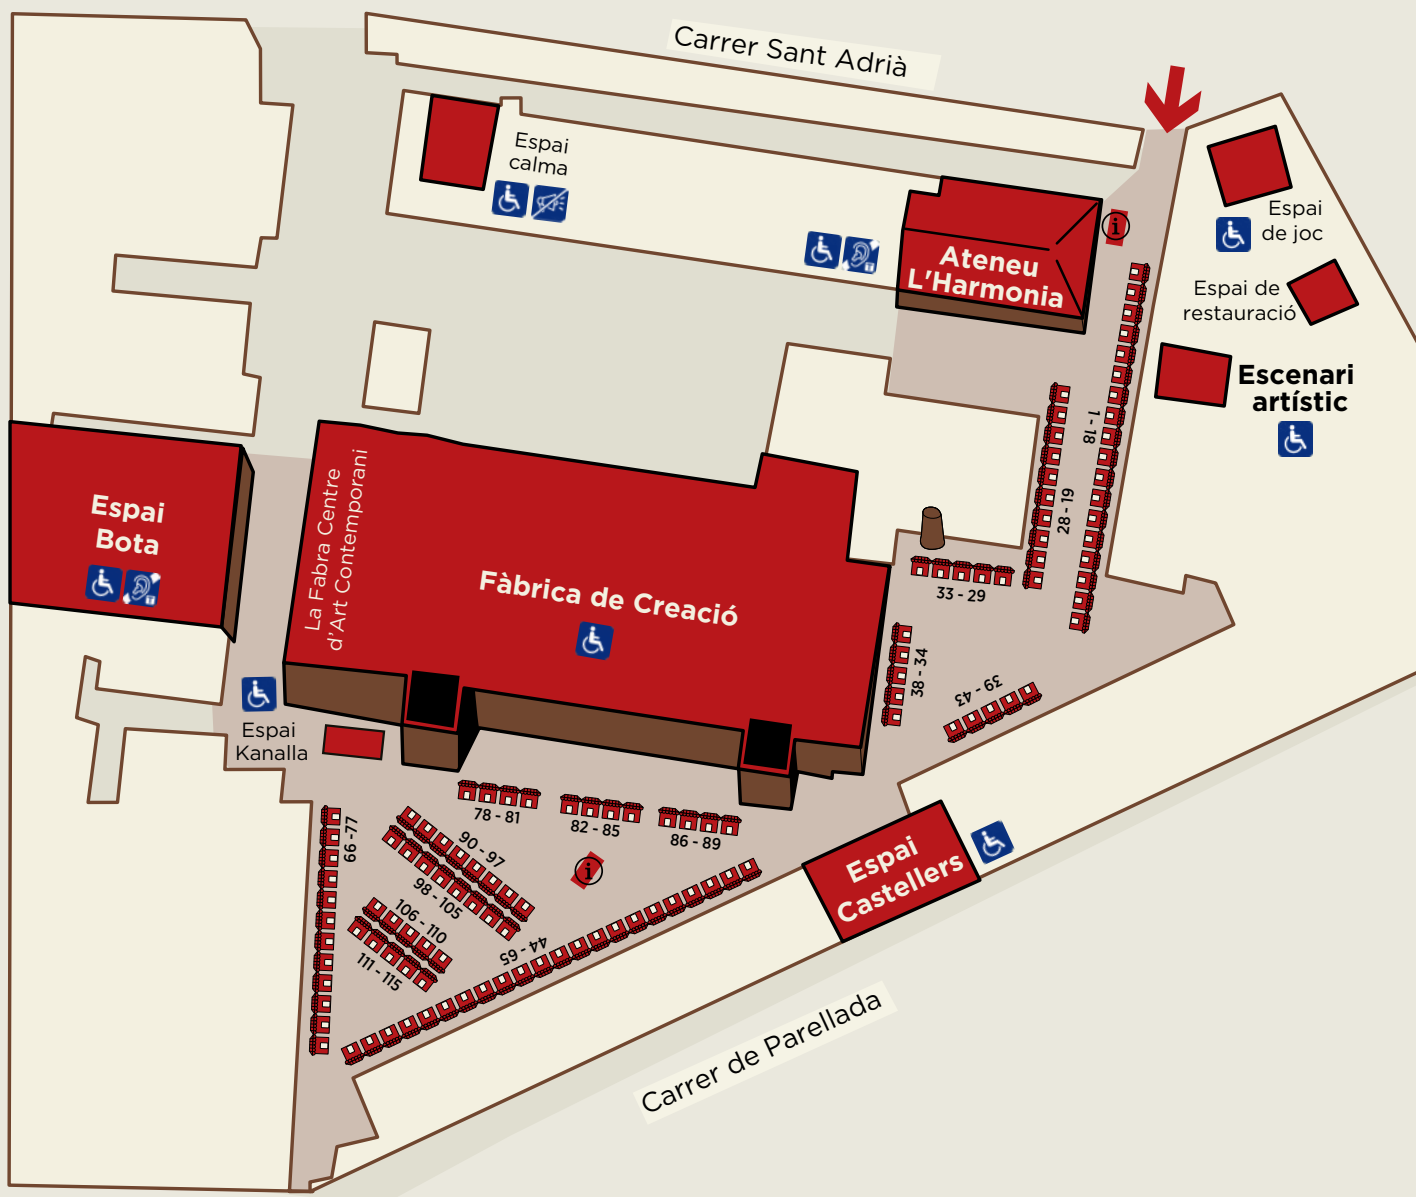 Carrer Sant Adrià
Espai
calma
Espai
de joc
Ateneu
L'Harmonia
i
Espai de
restauració
Escenari
artístic
1 - 18
28 - 19
33 - 29
38 - 34
39 - 43
La Fabra Centre
d'Art Contemporani
Espai
Bota
T
T
Fàbrica de Creació
Espai
Kanalla
78 - 81
82 - 85
86 - 89
66 -77
90 - 97
98 - 105
106 - 110
111 - 115
i
44 - 65
Espai
Castellers
Carrer de Parellada